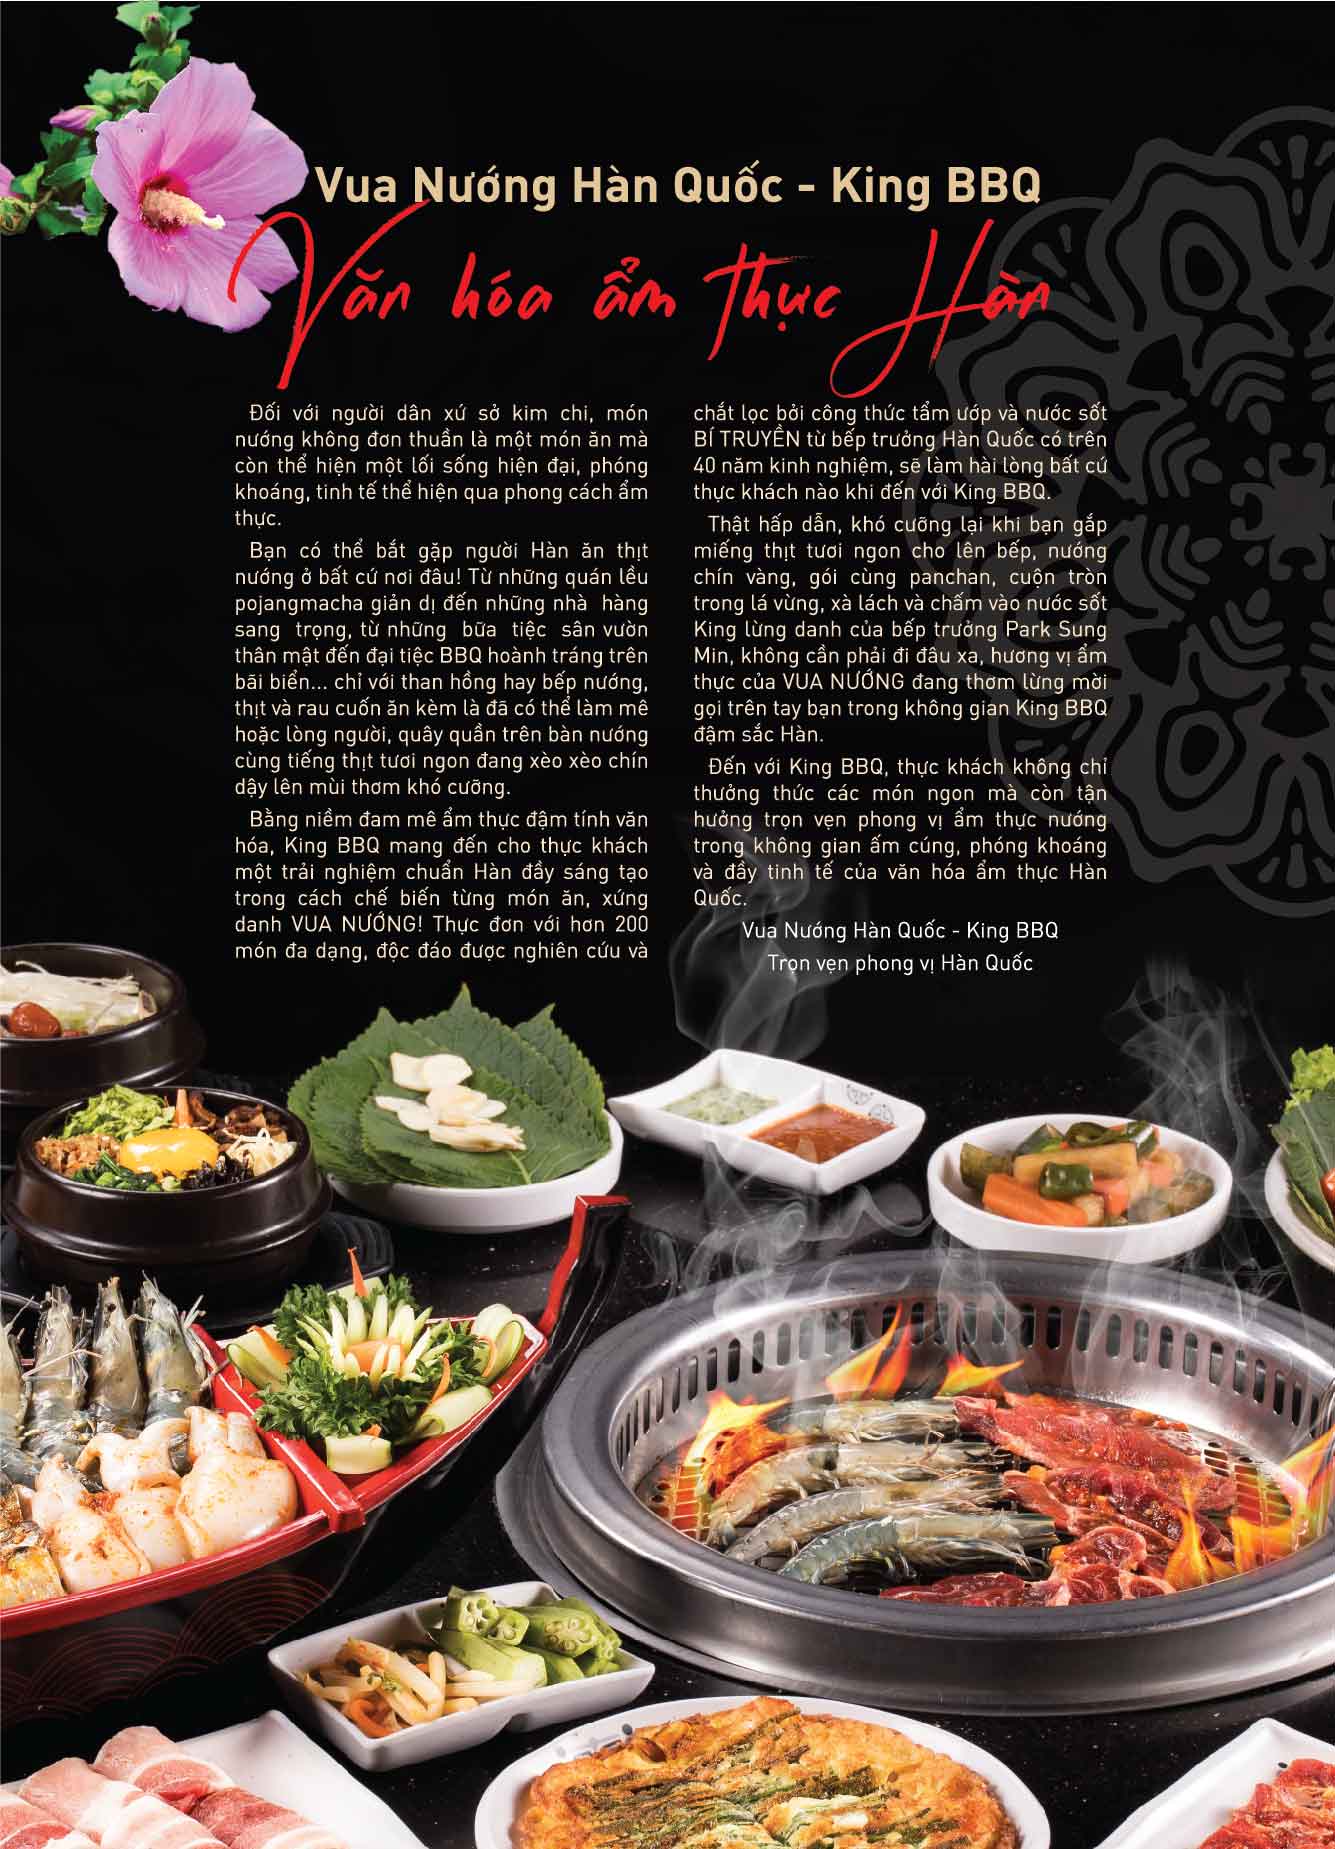 Vua Nướng Hàn Quốc - King BBQ
Văn hóa ẩm thực Hàn
Đối với người dân xứ sở kim chi, món
nướng không đơn thuần là một món ăn mà
còn thể hiện một lối sống hiện đại, phóng
khoáng, tinh tế thể hiện qua phong cách ẩm
thực.
Bạn có thể bắt gặp người Hàn ăn thịt
nướng ở bất cứ nơi đâu! Từ những quán lều
pojangmacha giản dị đến những nhà hàng
sang trọng, từ những bữa tiệc sân vườn
thân mật đến đại tiệc BBQ hoành tráng trên
bãi biển... chỉ với than hồng hay bếp nướng,
thịt và rau cuốn ăn kèm là đã có thể làm mê
hoặc lòng người, quây quần trên bàn nướng
cùng tiếng thịt tươi ngon đang xèo xèo chín
dậy lên mùi thơm khó cưỡng.
Bằng niềm đam mê ẩm thực đậm tính văn
hóa, King BBQ mang đến cho thực khách
một trải nghiệm chuẩn Hàn đầy sáng tạo
trong cách chế biến từng món ăn, xứng
danh VUA NƯỚNG! Thực đơn với hơn 200
món đa dạng, độc đáo được nghiên cứu và
chắt lọc bởi công thức tẩm ướp và nước sốt
BÍ TRUYỀN từ bếp trưởng Hàn Quốc có trên
40 năm kinh nghiệm, sẽ làm hài lòng bất cứ
thực khách nào khi đến với King BBQ.
Thật hấp dẫn, khó cưỡng lại khi bạn gắp
miếng thịt tươi ngon cho lên bếp, nướng
chín vàng, gói cùng panchan, cuộn tròn
trong lá vừng, xà lách và chấm vào nước sốt
King lừng danh của bếp trưởng Park Sung
Min, không cần phải đi đâu xa, hương vị ẩm
thực của VUA NƯỚNG đang thơm lừng mời
gọi trên tay bạn trong không gian King BBQ
đậm sắc Hàn.
Đến với King BBQ, thực khách không chỉ
thưởng thức các món ngon mà còn tận
hưởng trọn vẹn phong vị ẩm thực nướng
trong không gian ấm cúng, phóng khoáng
và đầy tinh tế của văn hóa ẩm thực Hàn
Quốc.
Vua Nướng Hàn Quốc - King BBQ
Trọn vẹn phong vị Hàn Quốc